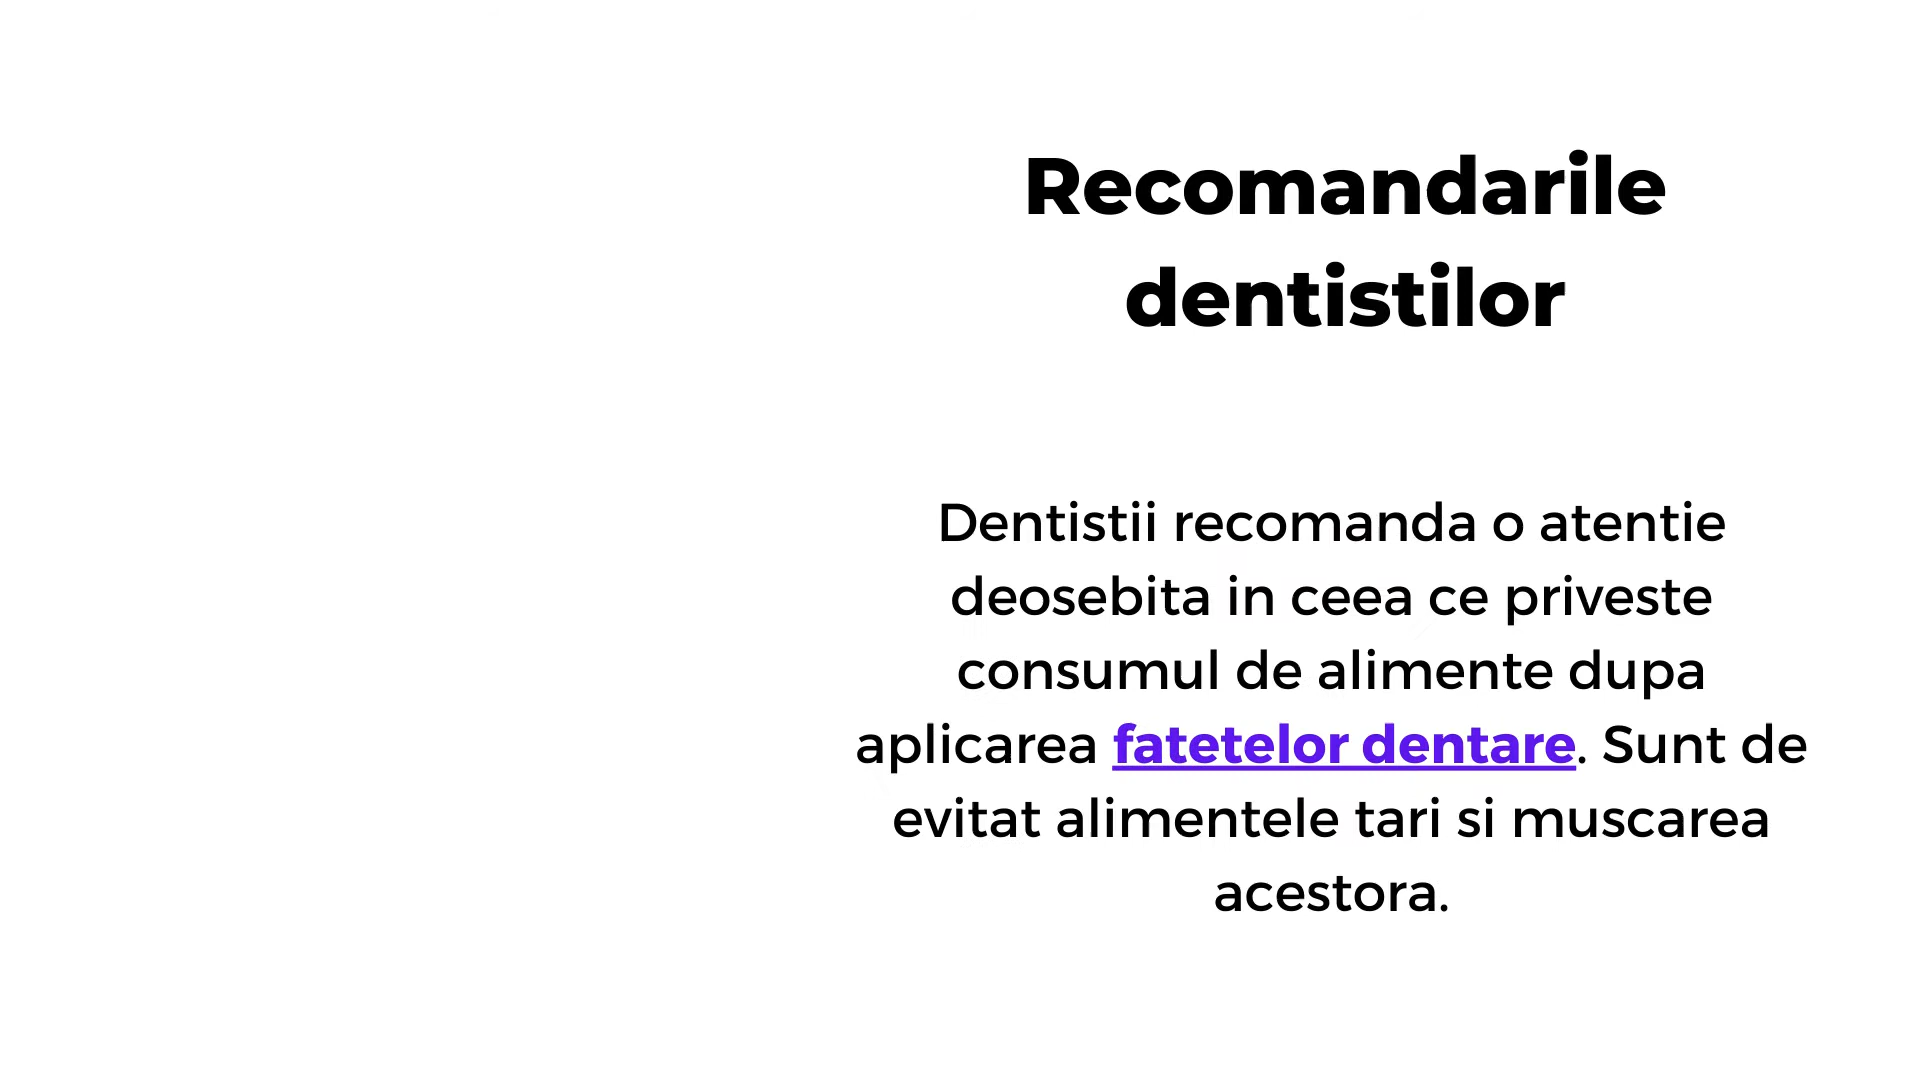 Recomandarile
dentistilor
Dentistii recomanda o atentie
deosebita in ceea ce priveste
consumul de alimente dupa
aplicarea fatetelor dentare. Sunt de
evitat alimentele tari si muscarea
acestora.